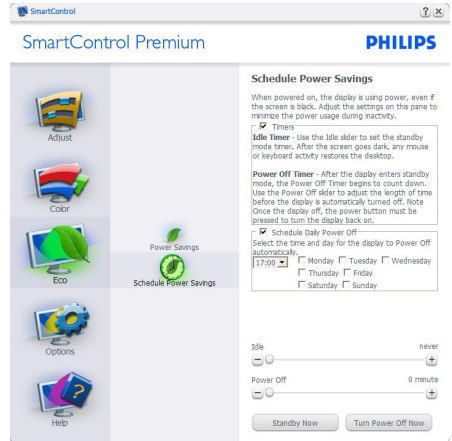 SmartControl
SmartControl Premium
PHILIPS
Adjust
Color
Eco
Options
Help
Power Savings
Schedule Power Savings
Schedule Power Savings
When powered on, the display is using power, even if
the screen is black. Adjust the settings on this pane to
minimize the power usage during inactivity.
Timers
Idle Timer - Use the Idle slider to set the standby
mode timer. After the screen goes dark, any mouse
or keyboard activity restores the desktop.
Power Off Timer - After the display enters standby
mode, the Power Off Timer begins to count down.
Use the Power Off slider to adjust the length of time
before the display is automatically turned off. Note
Once the display off, the power button must be
pressed to turn the display back on.
Schedule Daily Power Off
Select the time and day for the display to Power Off
automatically.
17:00 Monday Tuesday Wednesday
Thursday Friday
Saturday Sunday
Idle never
Power Off 0 minute
Standby Now Turn Power Off Now